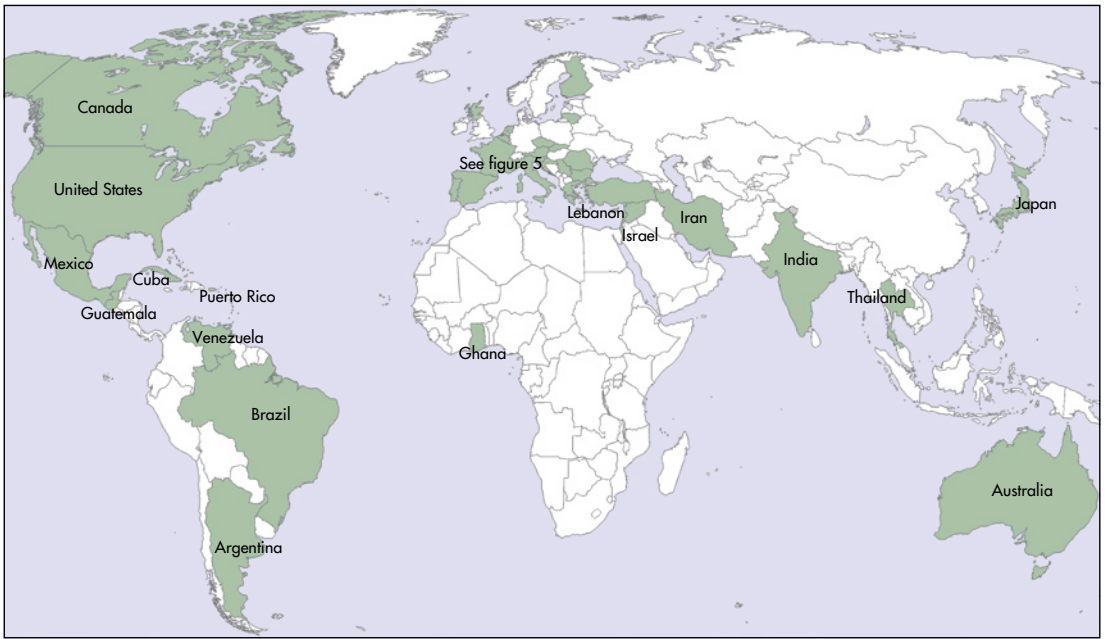 Canada
See figure 5
United States
Lebanon
Iran
Japan
Israel
Mexico
India
Cuba
Puerto Rico
Thailand
Guatemala
Venezuela
Ghana
Brazil
Australia
Argentina